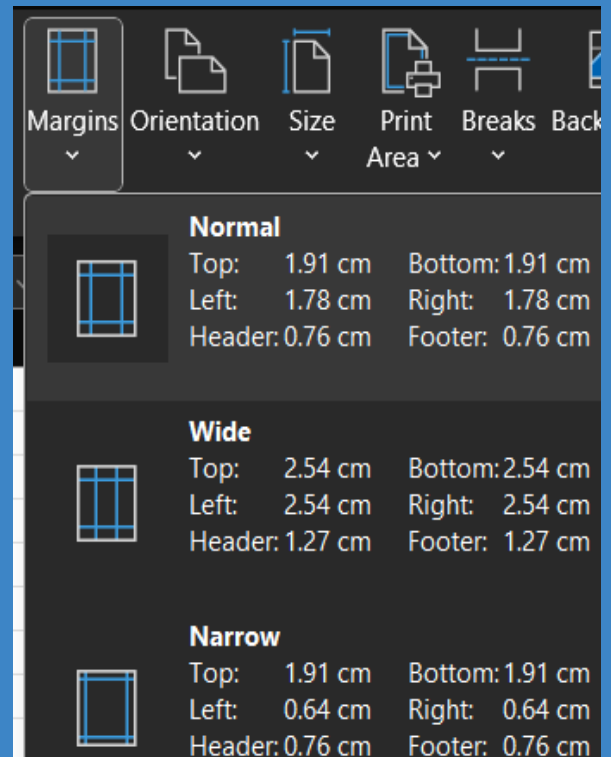 Margins Orientation Size Print Area Breaks Back
Normal
Top: 1.91 cm Bottom: 1.91 cm
Left: 1.78 cm Right: 1.78 cm
Header: 0.76 cm Footer: 0.76 cm
Wide
Top: 2.54 cm Bottom: 2.54 cm
Left: 2.54 cm Right: 2.54 cm
Header: 1.27 cm Footer: 1.27 cm
Narrow
Top: 1.91 cm Bottom: 1.91 cm
Left: 0.64 cm Right: 0.64 cm
Header: 0.76 cm Footer: 0.76 cm